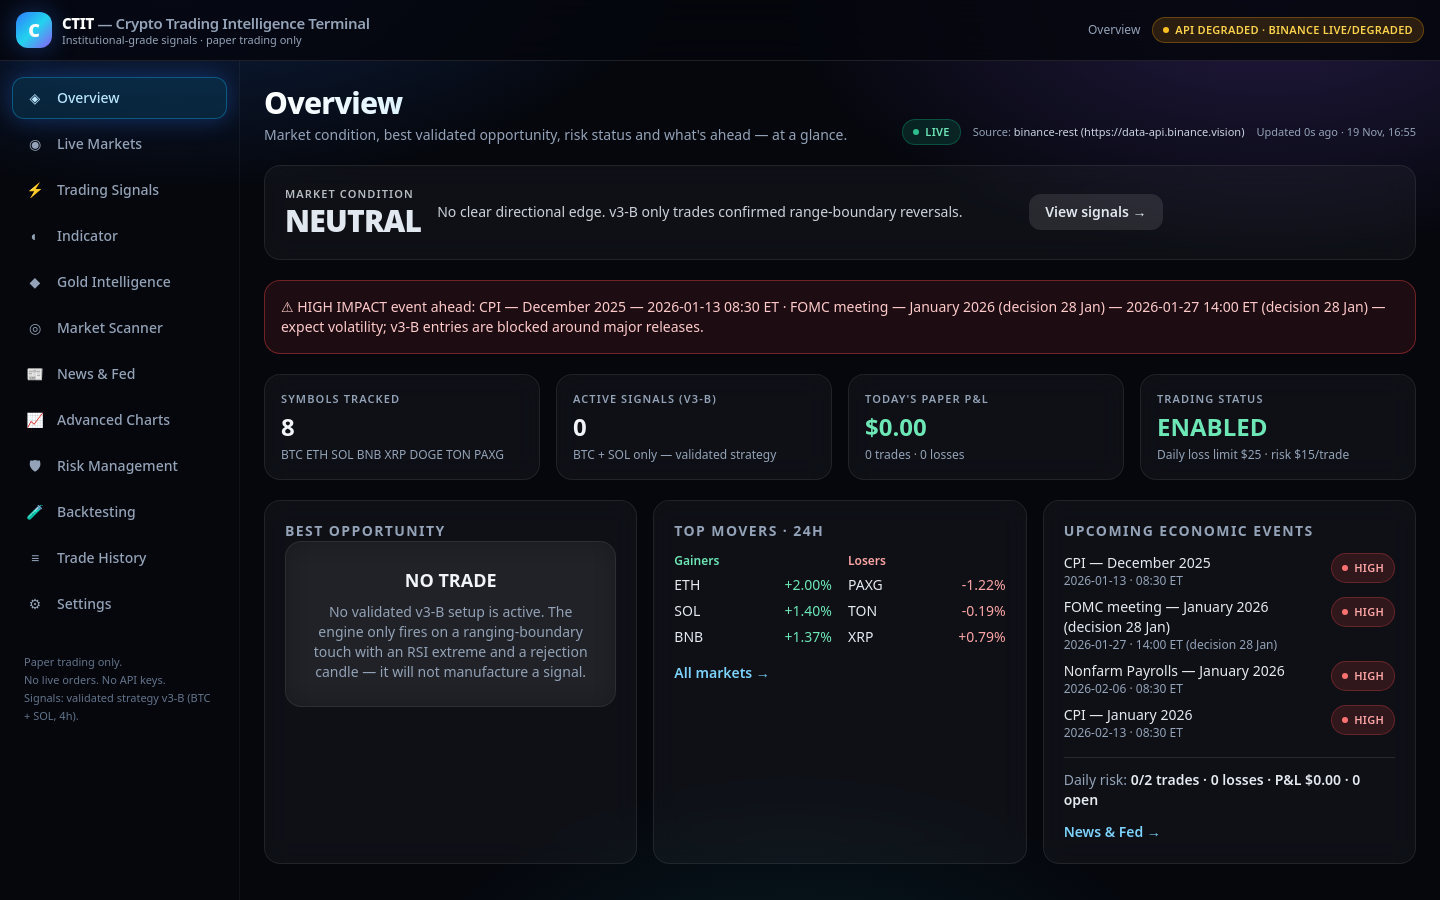 C
CTIT — Crypto Trading Intelligence Terminal
Institutional-grade signals · paper trading only
Overview
API DEGRADED · BINANCE LIVE/DEGRADED
Overview
Live Markets
Trading Signals
Indicator
Gold Intelligence
Market Scanner
News & Fed
Advanced Charts
Risk Management
Backtesting
Trade History
Settings
Paper trading only.
No live orders. No API keys.
Signals: validated strategy v3-B (BTC
+ SOL, 4h).
Overview
Market condition, best validated opportunity, risk status and what's ahead — at a glance.
LIVE
Source: binance-rest (https://data-api.binance.vision)
Updated 0s ago · 19 Nov, 16:55
MARKET CONDITION
NEUTRAL
No clear directional edge. v3-B only trades confirmed range-boundary reversals.
View signals →
⚠ HIGH IMPACT event ahead: CPI — December 2025 — 2026-01-13 08:30 ET · FOMC meeting — January 2026 (decision 28 Jan) — 2026-01-27 14:00 ET (decision 28 Jan) —
expect volatility; v3-B entries are blocked around major releases.
SYMBOLS TRACKED
8
BTC ETH SOL BNB XRP DOGE TON PAXG
ACTIVE SIGNALS (V3-B)
0
BTC + SOL only — validated strategy
TODAY'S PAPER P&L
$0.00
0 trades · 0 losses
TRADING STATUS
ENABLED
Daily loss limit $25 · risk $15/trade
BEST OPPORTUNITY
NO TRADE
No validated v3-B setup is active. The
engine only fires on a ranging-boundary
touch with an RSI extreme and a rejection
candle — it will not manufacture a signal.
TOP MOVERS · 24H
Gainers
ETH +2.00%
SOL +1.40%
BNB +1.37%
Losers
PAXG -1.22%
TON -0.19%
XRP +0.79%
All markets →
UPCOMING ECONOMIC EVENTS
CPI — December 2025
2026-01-13 · 08:30 ET
HIGH
FOMC meeting — January 2026
(decision 28 Jan)
2026-01-27 · 14:00 ET (decision 28 Jan)
HIGH
Nonfarm Payrolls — January 2026
2026-02-06 · 08:30 ET
HIGH
CPI — January 2026
2026-02-13 · 08:30 ET
HIGH
Daily risk: 0/2 trades · 0 losses · P&L $0.00 · 0
open
News & Fed →